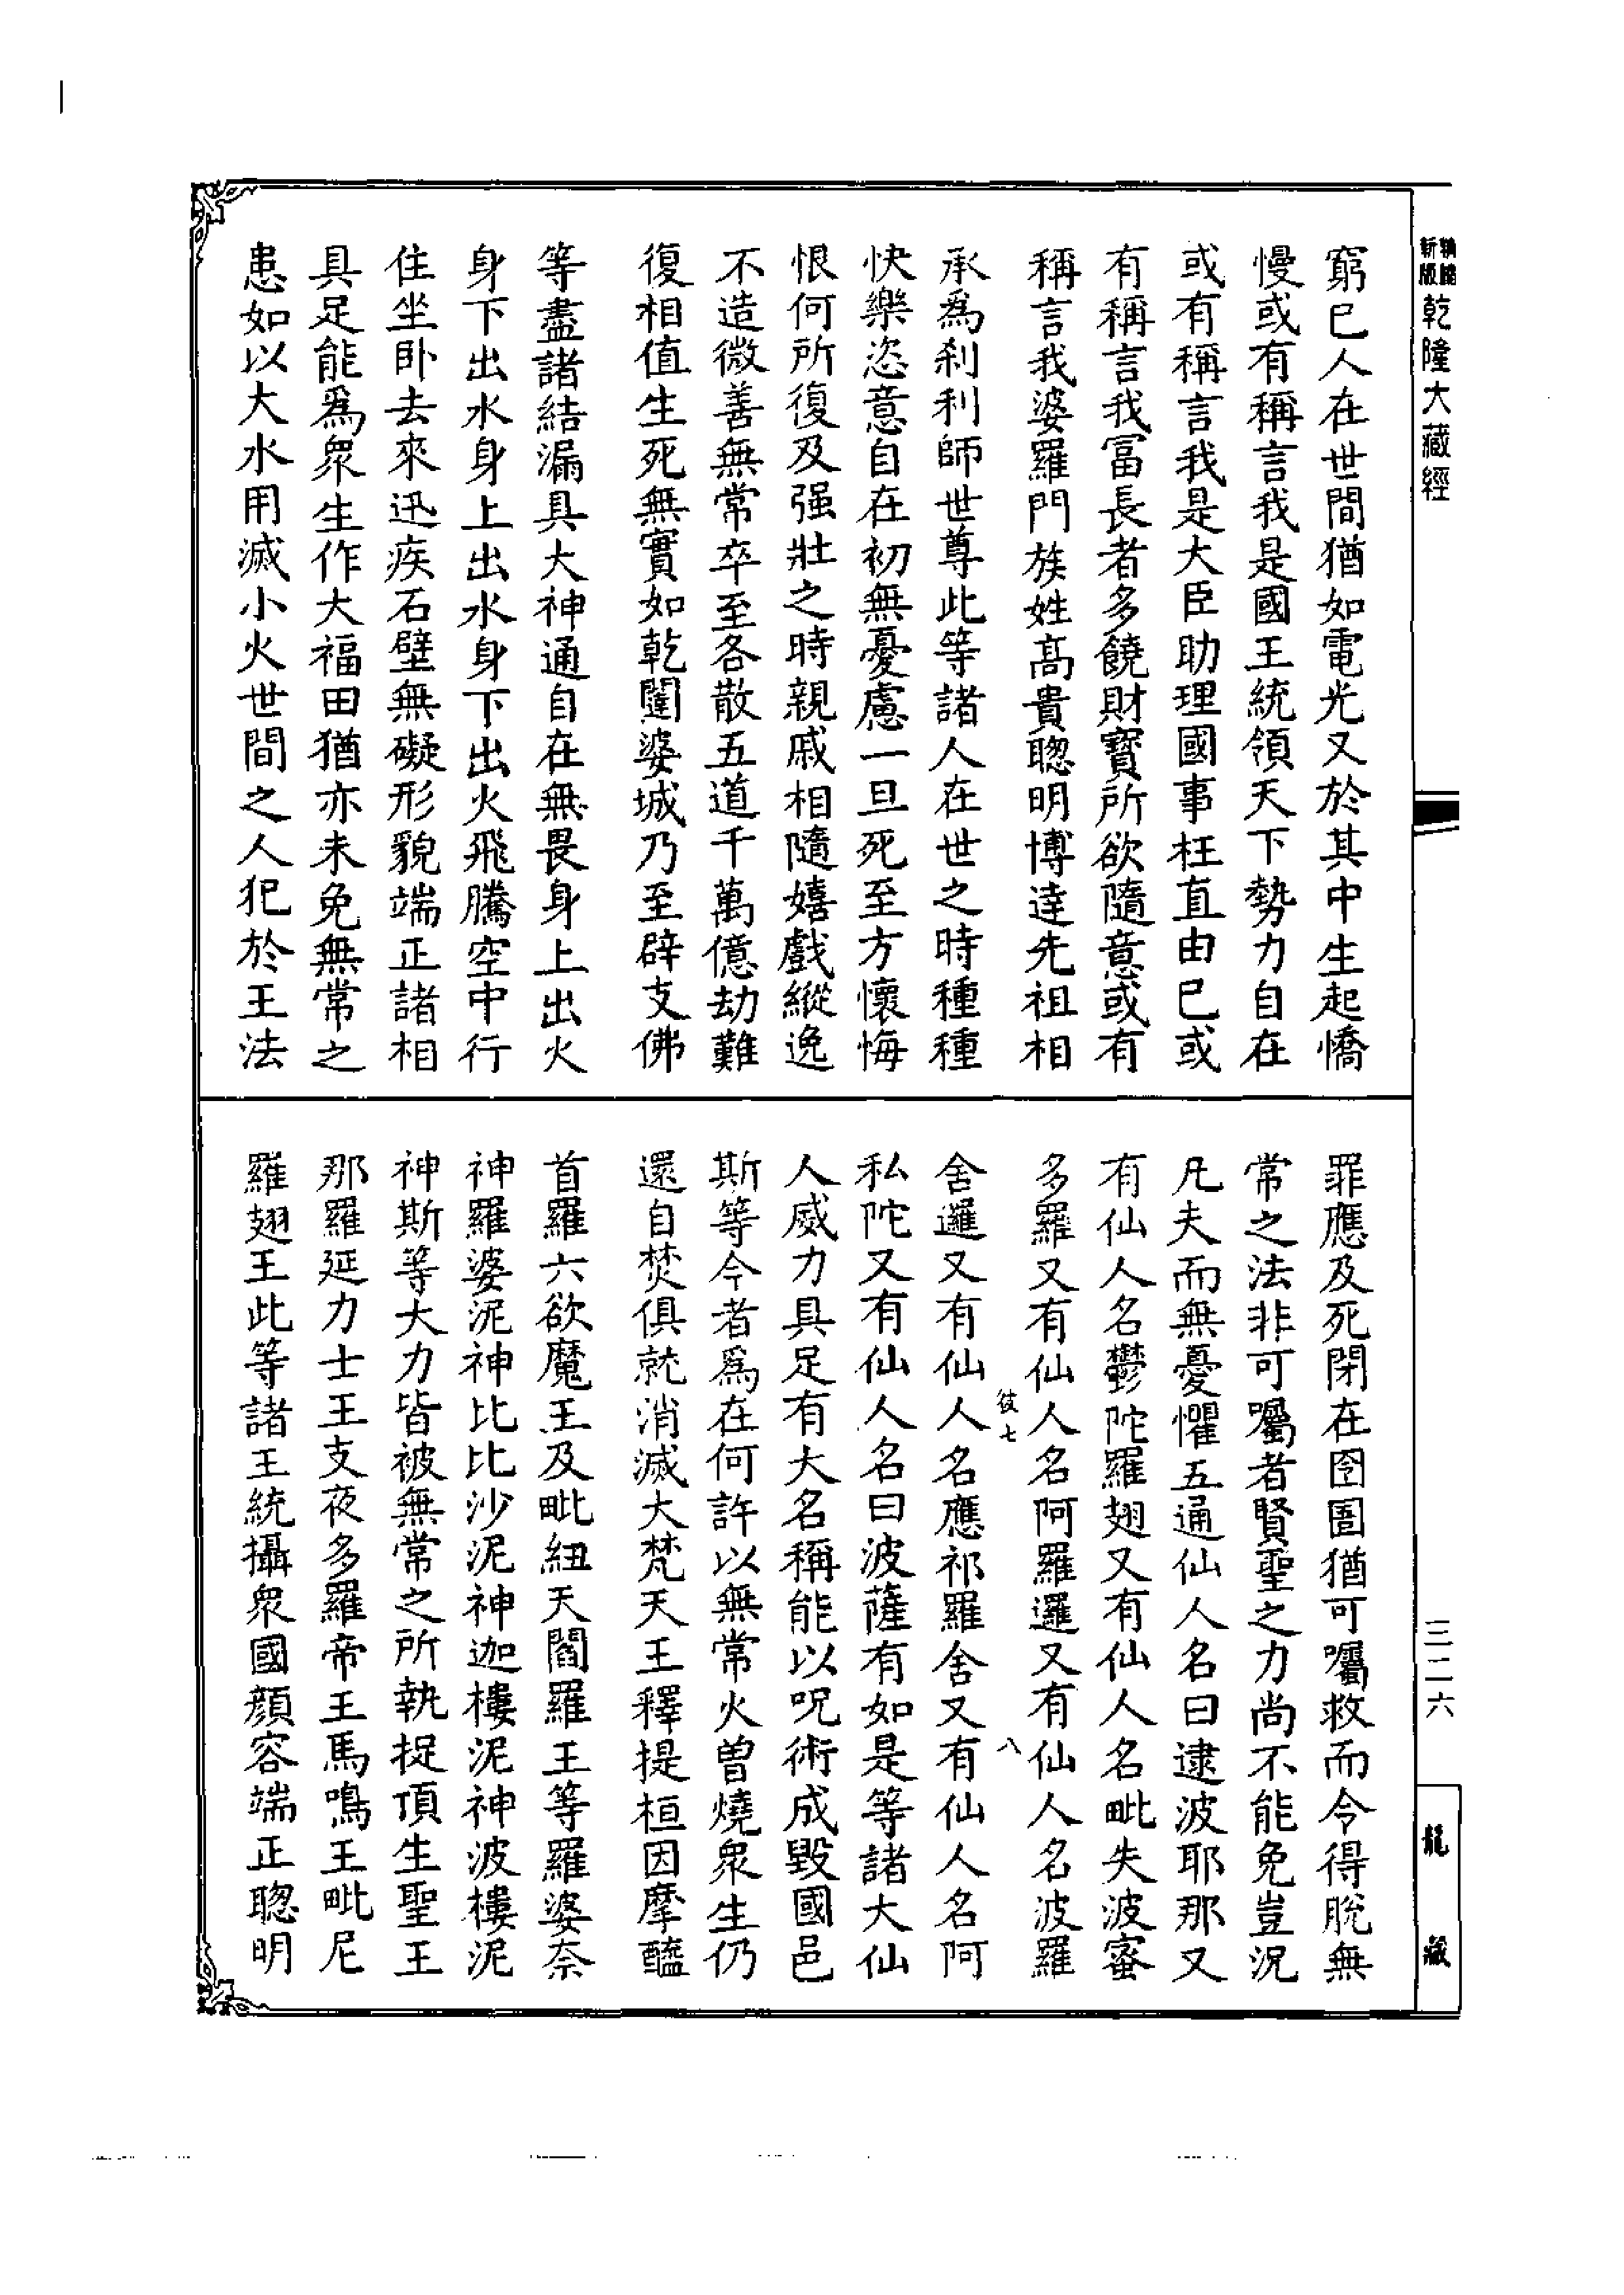 新版
乾隆大藏經
窮已人在世間猶如電光又於其中生起憍
慢或有稱言我是國王統領天下勢力自在
或有稱言我是大臣助理國事枉直由已或
有稱言我冨長者多饒財寶所欲隨意或有
稱言我婆羅門族姓高貴聰明博達先祖相
承爲刹利師世尊此等諸人在世之時種種
快樂恣意自在初無憂慮一旦死至方懷悔
恨何所復及强壯之時親戚相隨嬉戲縱逸
不造微善無常卒至各散五道千萬億劫難
復相值生死無實如乾闥婆城乃至辟支佛
等盡諸結漏具大神通自在無畏身上出火
身下出水身上出水身下出火飛騰空中行
住坐卧去來迅疾石壁無礙形貌端正諸相
具足能爲衆生作大福田猶亦未免無常之
患如以大水用滅小火世間之人犯於王法
罪應及死閉在囹圄猶可囑救而令得脫無
常之法非可囑者賢聖之力尚不能免豈況
凡夫而無憂懼五通仙人名曰逮波耶那又
有仙人名鬱陀羅翅又有仙人名毗失波蜜
多羅又有仙人名阿羅邏又有仙人名波羅
彼七
八
舍邏又有仙人名應祁羅舍又有仙人名阿
私陀又有仙人名曰波薩有如是等諸大仙
人威力具足有大名稱能以呪術成毀國邑
斯等今者爲在何許以無常火曾燒衆生仍
還自焚俱就消滅大梵天王釋提桓因摩醯
首羅六欲魔王及毗紐天閻羅王等羅婆奈
神羅婆泥神比比沙泥神迦樓泥神波樓泥
神斯等大力皆被無常之所執捉頂生聖王
那羅延力士王支夜多羅帝王馬鳴王毗尼
羅翅王此等諸王統攝衆國顏容端正聰明
三二六
龍藏